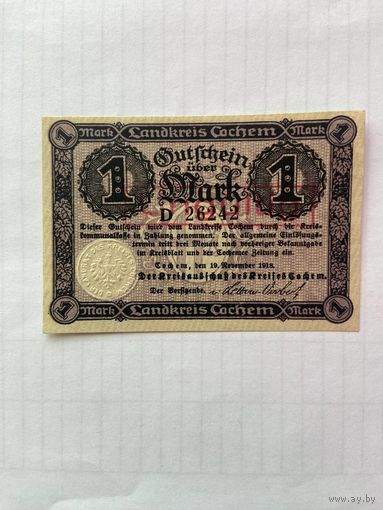 1 Mark Landkreis Cochem Mark 1
Gutschein
über
1 Mark 1
D 26242
Dieser Gutschein wird vom Landkreise Cochem durch die Kreis-
kommunalkasse in Zahlung genommen. Der allgemeine Einlösungs-
termin tritt drei Monate nach vorheriger Bekanntgabe
im Kreisblatt und der Cochemer Zeitung ein.
Cochem, den 19. November 1918.
Der Kreisausschuß des Kreises Cochem.
Der Vorsitzende.
1 Mark Landkreis Cochem Mark 1
www.ay.by